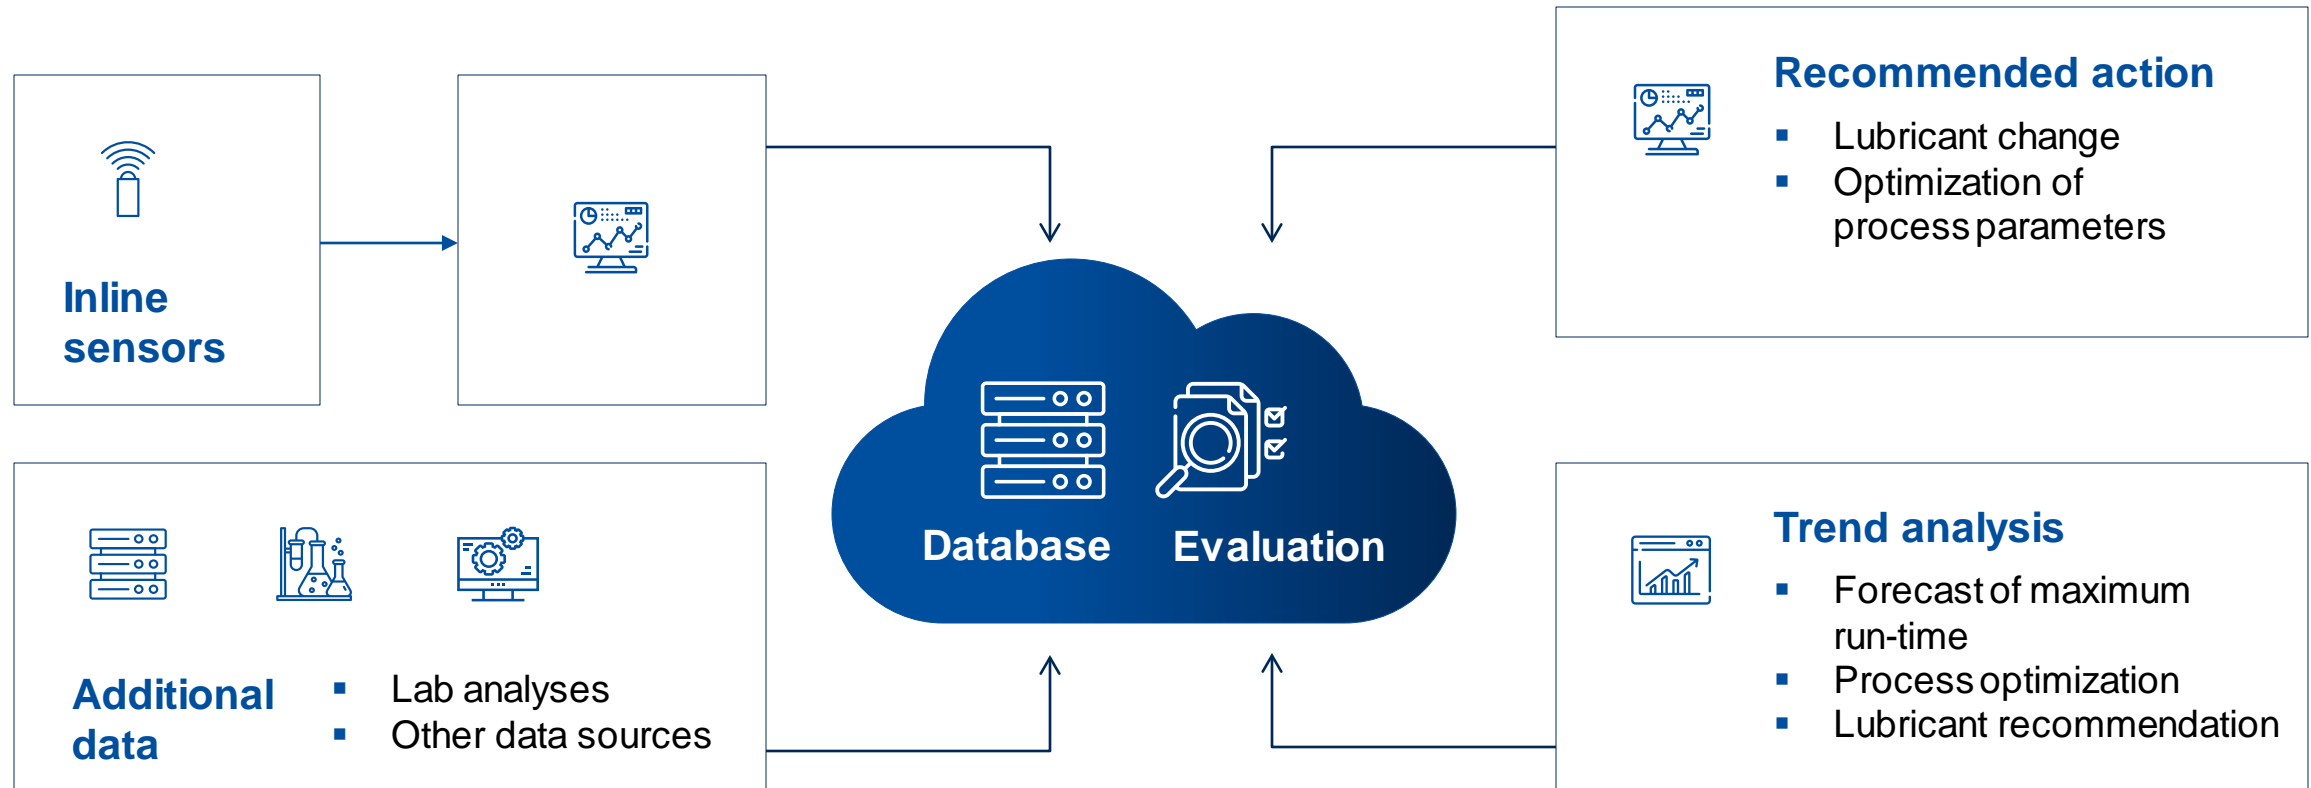 Inline
sensors
Additional
data
▪ Lab analyses
▪ Other data sources
Database
Evaluation
Recommended action
▪ Lubricant change
▪ Optimization of
process parameters
Trend analysis
▪ Forecast of maximum
run-time
▪ Process optimization
▪ Lubricant recommendation